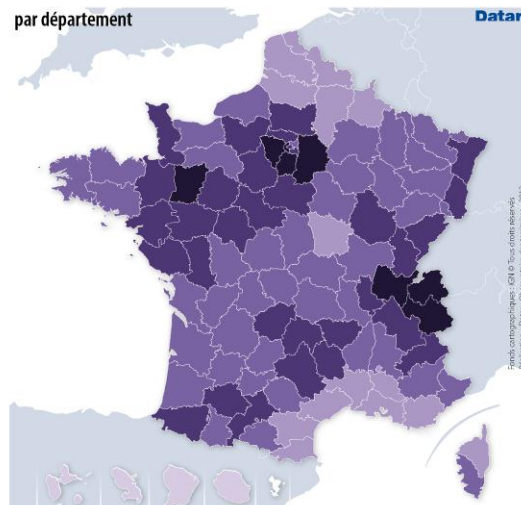 par département
Datar
Fonds cartographiques : IGN © Tous droits réservés